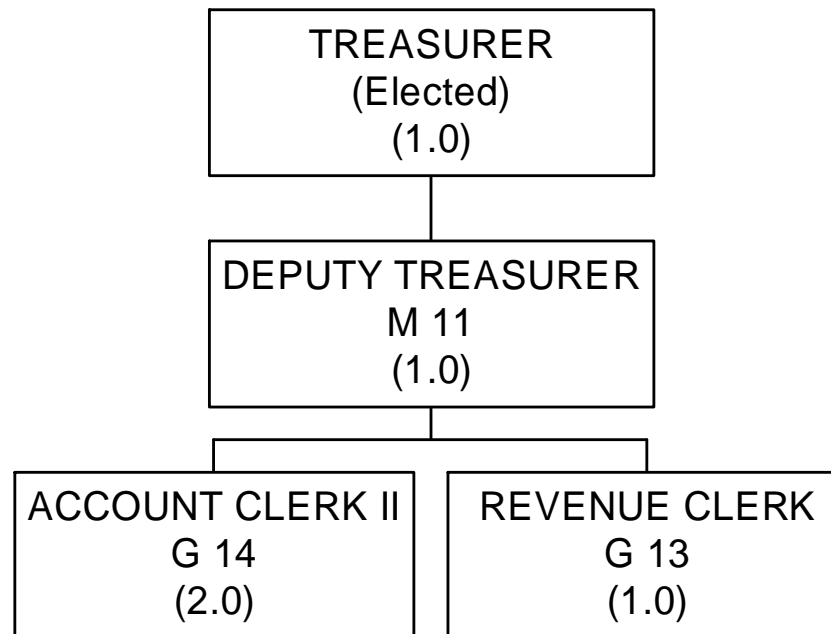 TREASURER
(Elected)
(1.0)
DEPUTY TREASURER
M 11
(1.0)
ACCOUNT CLERK II
G 14
(2.0)
REVENUE CLERK
G 13
(1.0)